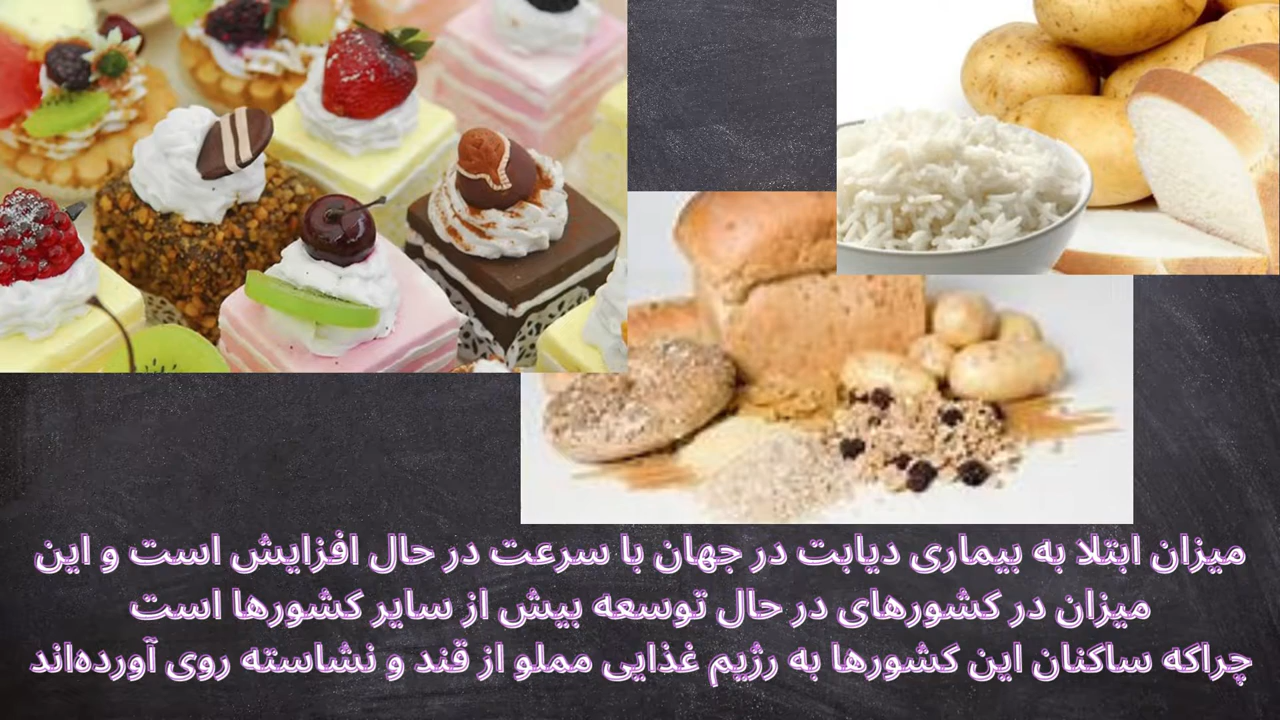 میزان ابتلا به بیماری دیابت در جهان با سرعت در حال افزایش است و این
میزان در کشورهای در حال توسعه بیش از سایر کشورها است
چراکه ساکنان این کشورها به رژیم غذایی مملو از قند و نشاسته روی آورده‌اند